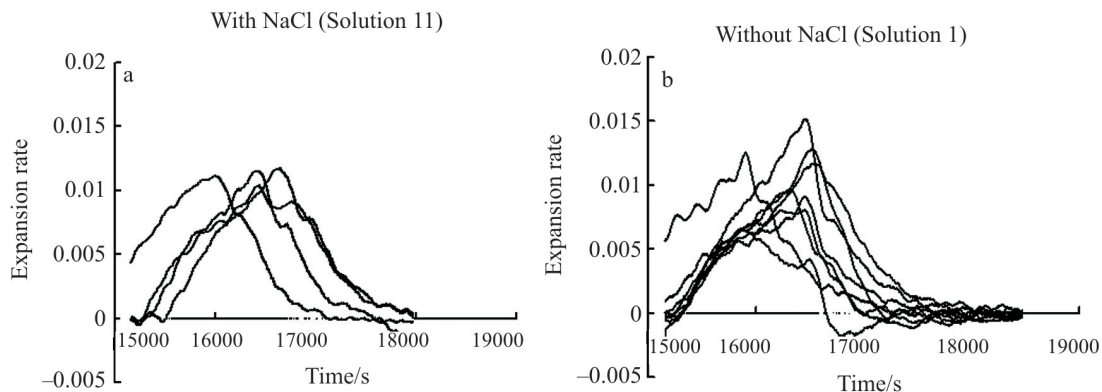 With NaCl (Solution 11)
a
0.02
0.015
0.01
0.005
0
–0.005
Expansion rate
15000 16000 17000 18000 19000
Time/s
Without NaCl (Solution 1)
b
0.02
0.015
0.01
0.005
0
–0.005
Expansion rate
15000 16000 17000 18000 19000
Time/s